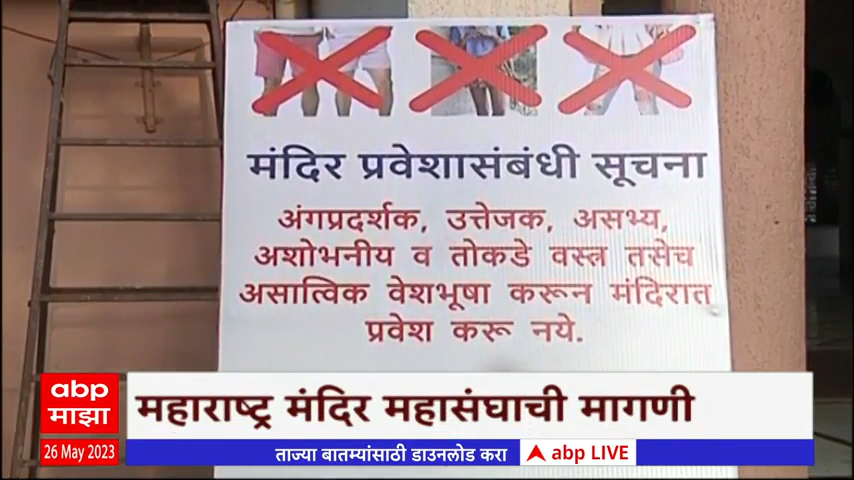 मंदिर प्रवेशासंबंधी सूचना
अंगप्रदर्शक, उत्तेजक, असभ्य,
अशोभनीय व तोकडे वस्त्र तसेच
असात्विक वेशभूषा करून मंदिरात
प्रवेश करू नये.
abp
माझा
महाराष्ट्र मंदिर महासंघाची मागणी
26 May 2023
ताज्या बातम्यांसाठी डाउनलोड करा
abp LIVE